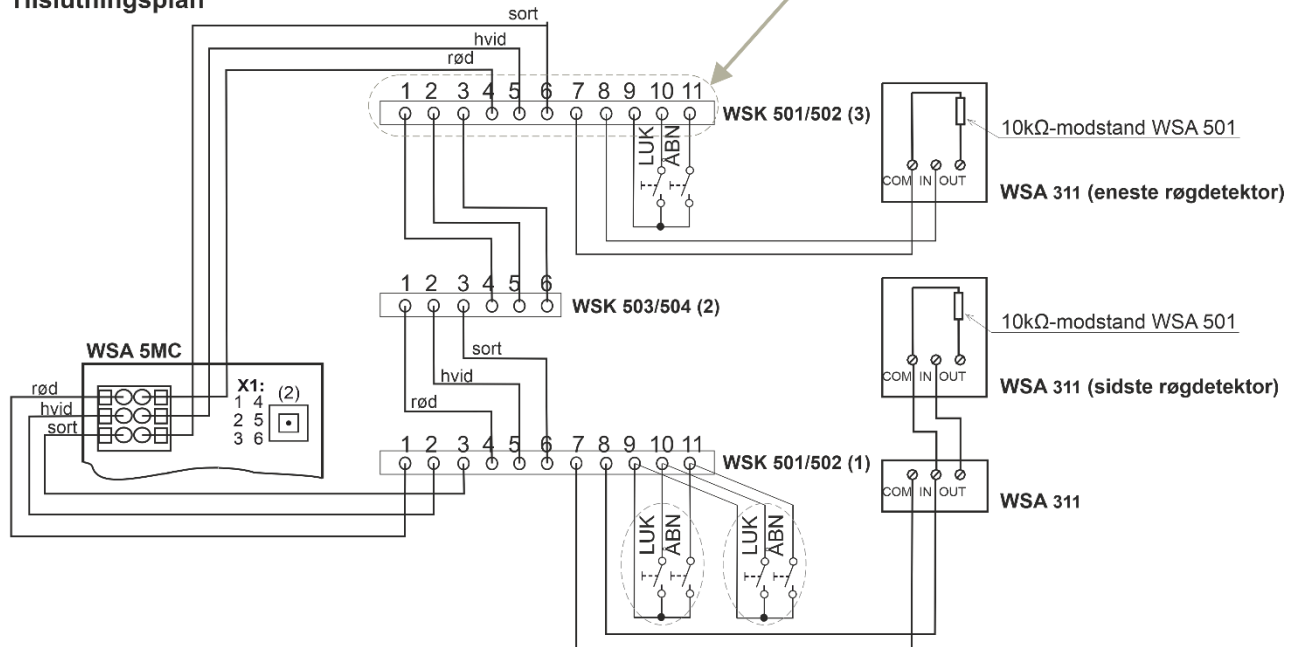 Tilslutningsplan
sort
hvid
rød
1 2 3 4 5 6 7 8 9 10 11
WSK 501/502 (3)
LUK
ÅBN
10kΩ-modstand WSA 501
COM IN OUT
WSA 311 (eneste røgdetektor)
1 2 3 4 5 6
WSK 503/504 (2)
10kΩ-modstand WSA 501
COM IN OUT
WSA 311 (sidste røgdetektor)
sort
hvid
rød
WSA 5MC
rød
hvid
sort
X1:
(2)
1 4
2 5
3 6
1 2 3 4 5 6 7 8 9 10 11
WSK 501/502 (1)
COM IN OUT
WSA 311
LUK
ÅBN
LUK
ÅBN